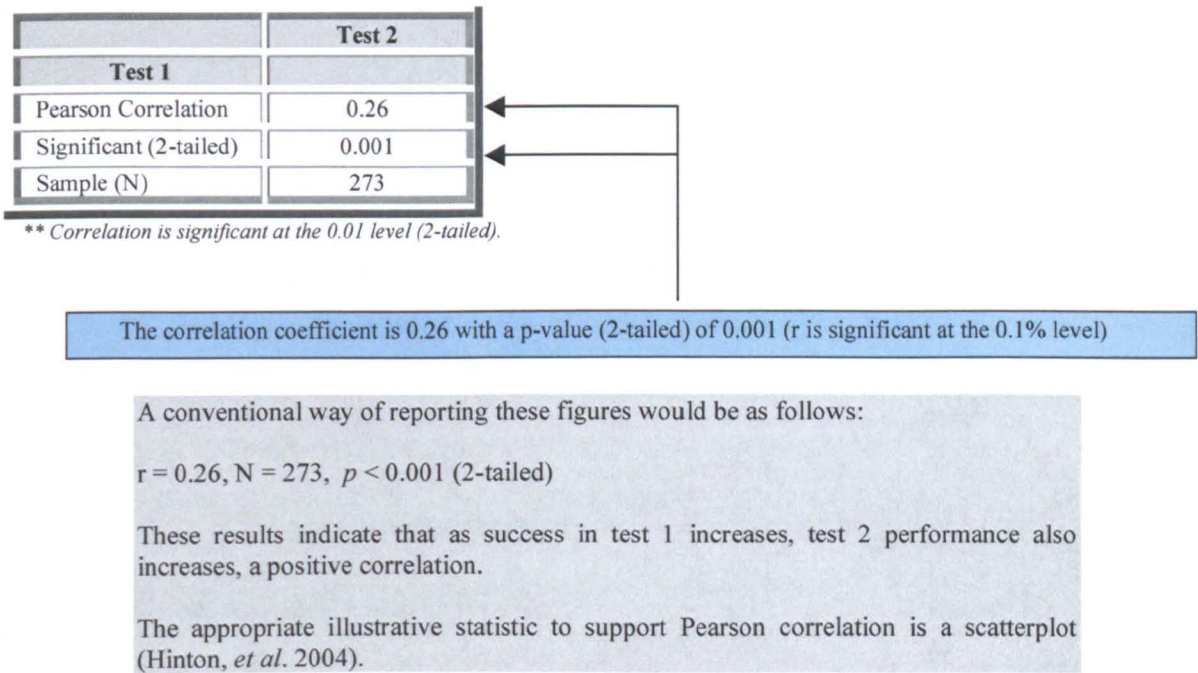 Test 2
Test 1
Pearson Correlation 0.26
Significant (2-tailed) 0.001
Sample (N) 273
** Correlation is significant at the 0.01 level (2-tailed).
The correlation coefficient is 0.26 with a p-value (2-tailed) of 0.001 (r is significant at the 0.1% level)
A conventional way of reporting these figures would be as follows:
r = 0.26, N = 273, p < 0.001 (2-tailed)
These results indicate that as success in test 1 increases, test 2 performance also
increases, a positive correlation.
The appropriate illustrative statistic to support Pearson correlation is a scatterplot
(Hinton, et al. 2004).